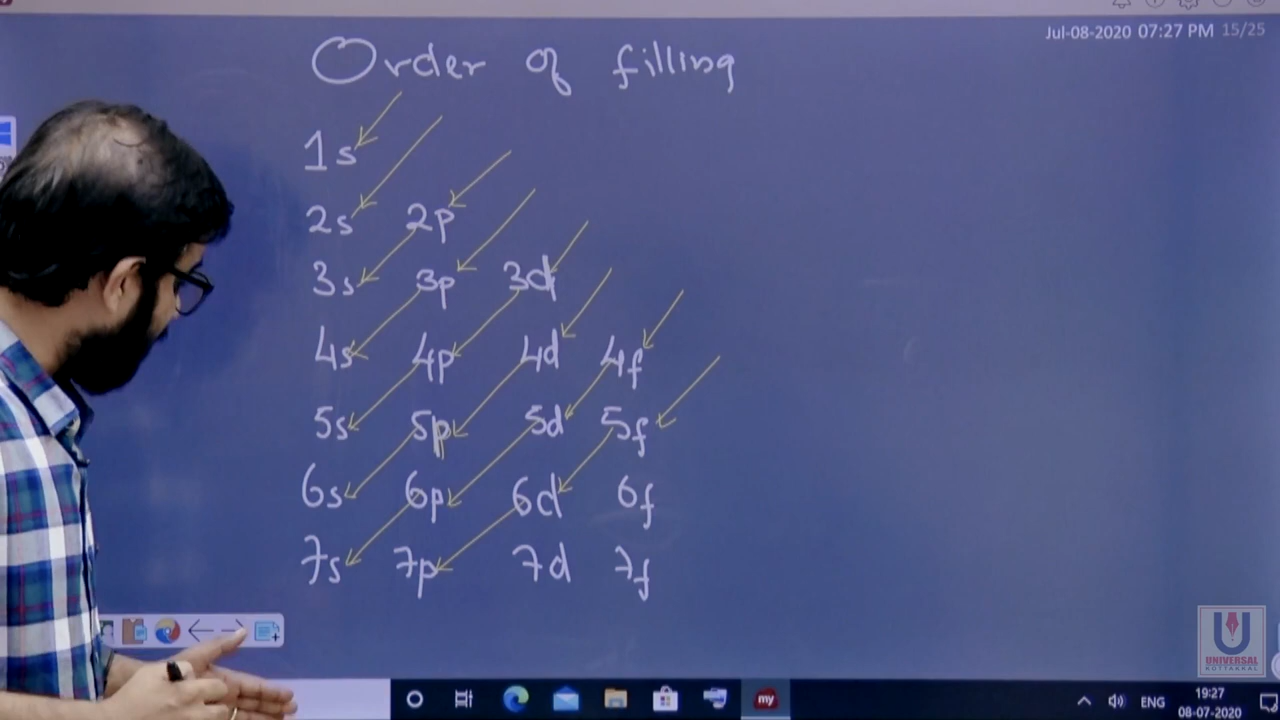 Jul-08-2020 07:27 PM 15/25
Order of filling
1s
2s 2p
3s 3p 3d
4s 4p 4d 4f
5s 5p 5d 5f
6s 6p 6d 6f
7s 7p 7d 7f
U
UNIVERSAL
KOTTAKKAL
my
ENG
19:27
08-07-2020